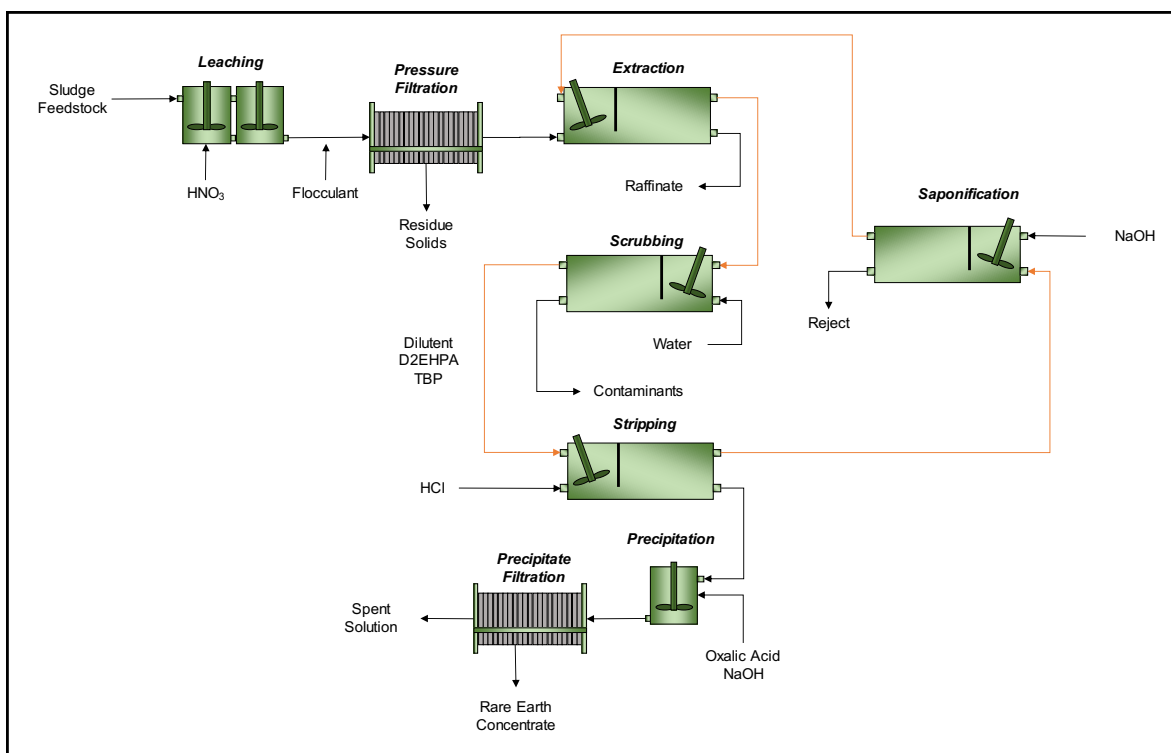 Leaching
Sludge
Feedstock
HNO₃
Flocculant
Pressure
Filtration
Residue
Solids
Extraction
Raffinate
Saponification
NaOH
Reject
Scrubbing
Water
Contaminants
Dilutent
D2EHPA
TBP
Stripping
HCl
Precipitation
Oxalic Acid
NaOH
Precipitate
Filtration
Spent
Solution
Rare Earth
Concentrate